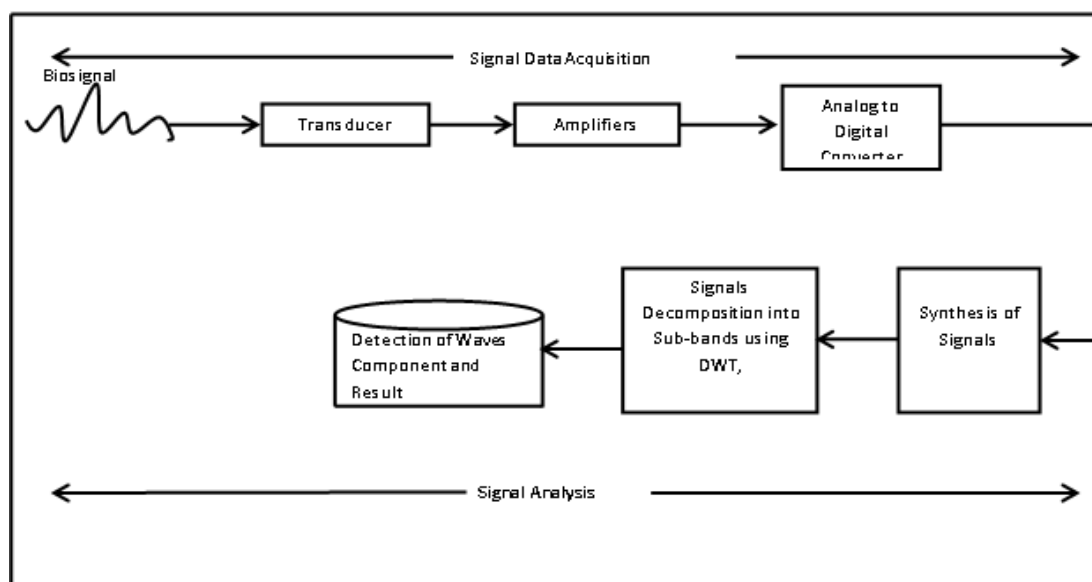 Signal Data Acquisition
Biosignal
Transducer
Amplifiers
Analog to
Digital
Converter
Signals
Decomposition into
Sub-bands using
DWT,
Synthesis of
Signals
Detection of Waves
Component and
Result
Signal Analysis